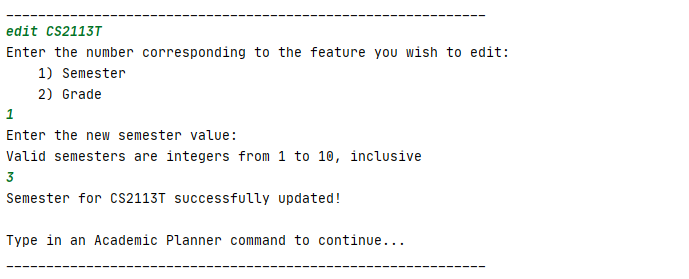 ____________________________________________________________
edit CS2113T
Enter the number corresponding to the feature you wish to edit:
    1) Semester
    2) Grade
1
Enter the new semester value:
Valid semesters are integers from 1 to 10, inclusive
3
Semester for CS2113T successfully updated!

Type in an Academic Planner command to continue...
____________________________________________________________